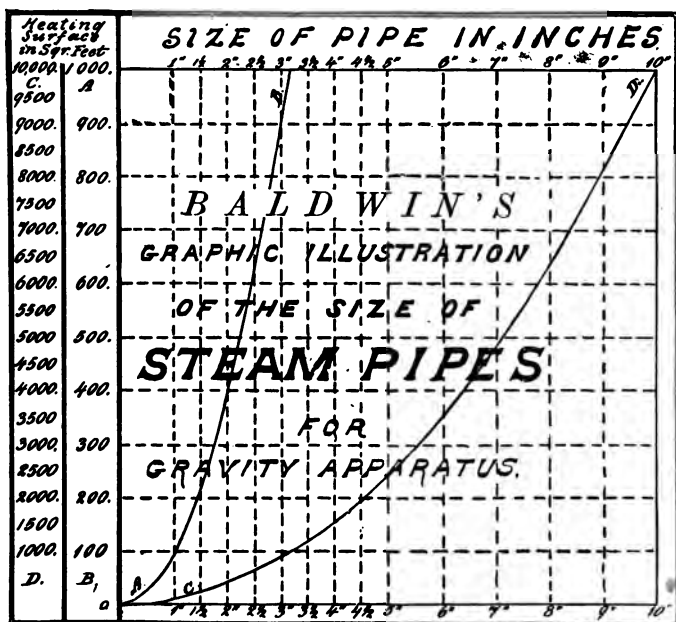 Heating
Surface
in Sqr. Feet
SIZE OF PIPE IN INCHES.
1" 1½ 2" 2½ 3" 3½ 4" 4½ 5" 6" 7" 8" 9" 10"
10,000. 1000.
C. A
9500
9000. 900.
8500
8000. 800.
7500
7000. 700
6500
6000. 600.
5500
5000. 500.
4500
4000. 400.
3500
3000. 300
2500
2000. 200.
1500
1000. 100
D. B,
0
B. D.
BALDWIN'S
GRAPHIC ILLUSTRATION
OF THE SIZE OF
STEAM PIPES
FOR
GRAVITY APPARATUS.
A. C.
1" 1½ 2" 2½ 3" 3½ 4" 4½ 5" 6" 7" 8" 9" 10"